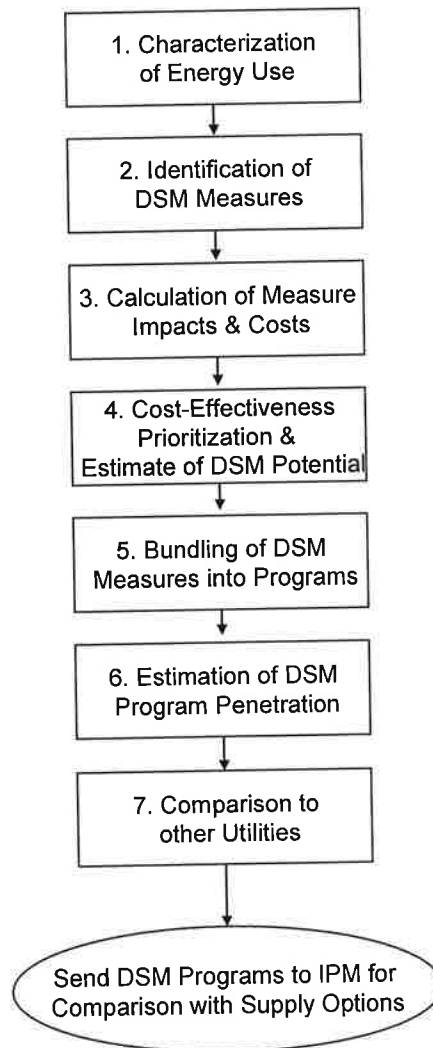 1. Characterization
of Energy Use
2. Identification of
DSM Measures
3. Calculation of Measure
Impacts & Costs
4. Cost-Effectiveness
Prioritization &
Estimate of DSM Potential
5. Bundling of DSM
Measures into Programs
6. Estimation of DSM
Program Penetration
7. Comparison to
other Utilities
Send DSM Programs to IPM for
Comparison with Supply Options